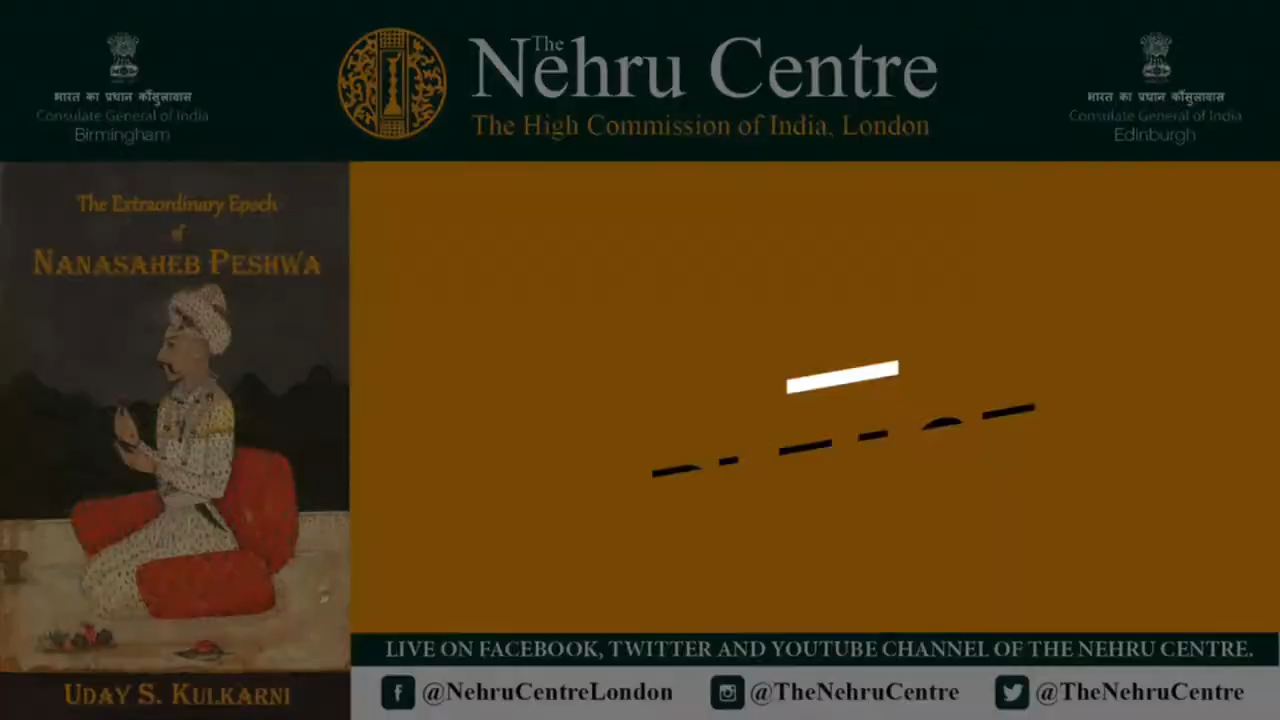 भारत का प्रधान कौंसुलावास
Consulate General of India
Birmingham
The
Nehru Centre
The High Commission of India, London
भारत का प्रधान कौंसुलावास
Consulate General of India
Edinburgh
The Extraordinary Epoch
of
NANASAHEB PESHWA
UDAY S. KULKARNI
LIVE ON FACEBOOK, TWITTER AND YOUTUBE CHANNEL OF THE NEHRU CENTRE.
@NehruCentreLondon @TheNehruCentre @TheNehruCentre